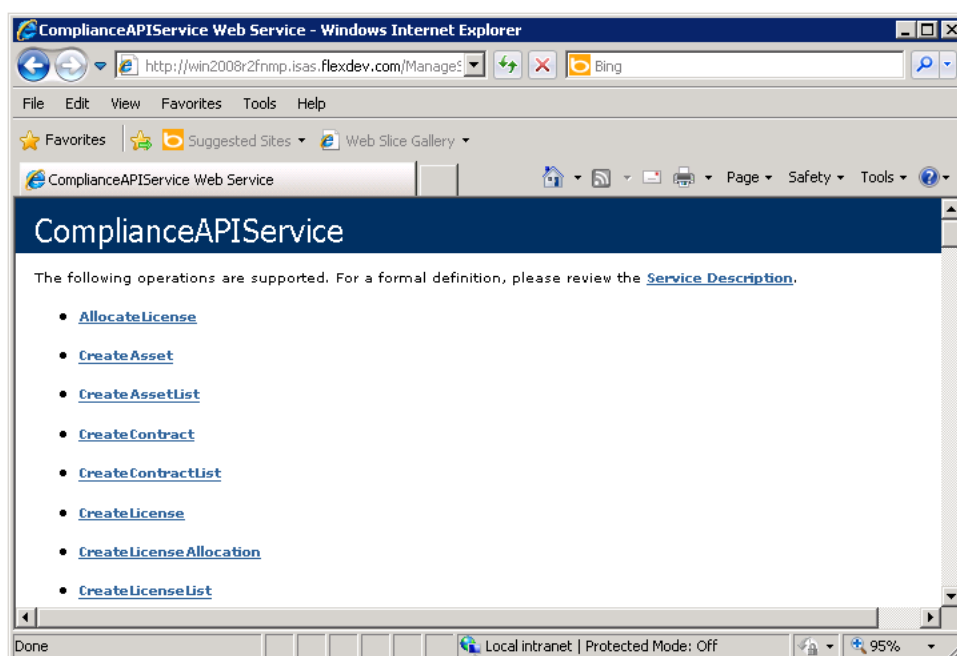 ComplianceAPIService Web Service - Windows Internet Explorer
http://win2008r2fnmp.isas.flexdev.com/Manage
Bing
File Edit View Favorites Tools Help
Favorites Suggested Sites Web Slice Gallery
ComplianceAPIService Web Service Page Safety Tools
ComplianceAPIService
The following operations are supported. For a formal definition, please review the Service Description.
AllocateLicense
CreateAsset
CreateAssetList
CreateContract
CreateContractList
CreateLicense
CreateLicenseAllocation
CreateLicenseList
Done Local intranet | Protected Mode: Off 95%